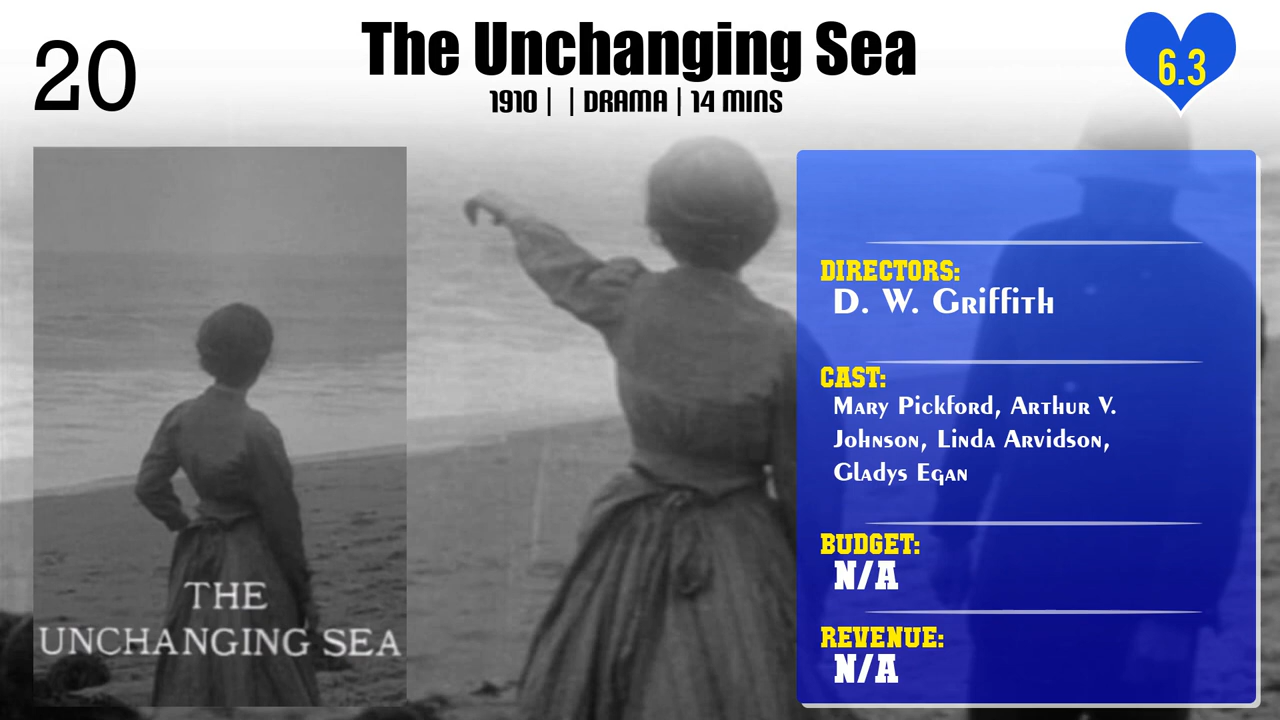 20
The Unchanging Sea
1910 | | DRAMA | 14 MINS
6.3
DIRECTORS:
D. W. Griffith
CAST:
Mary Pickford, Arthur V.
Johnson, Linda Arvidson,
Gladys Egan
BUDGET:
N/A
REVENUE:
N/A
THE
UNCHANGING SEA